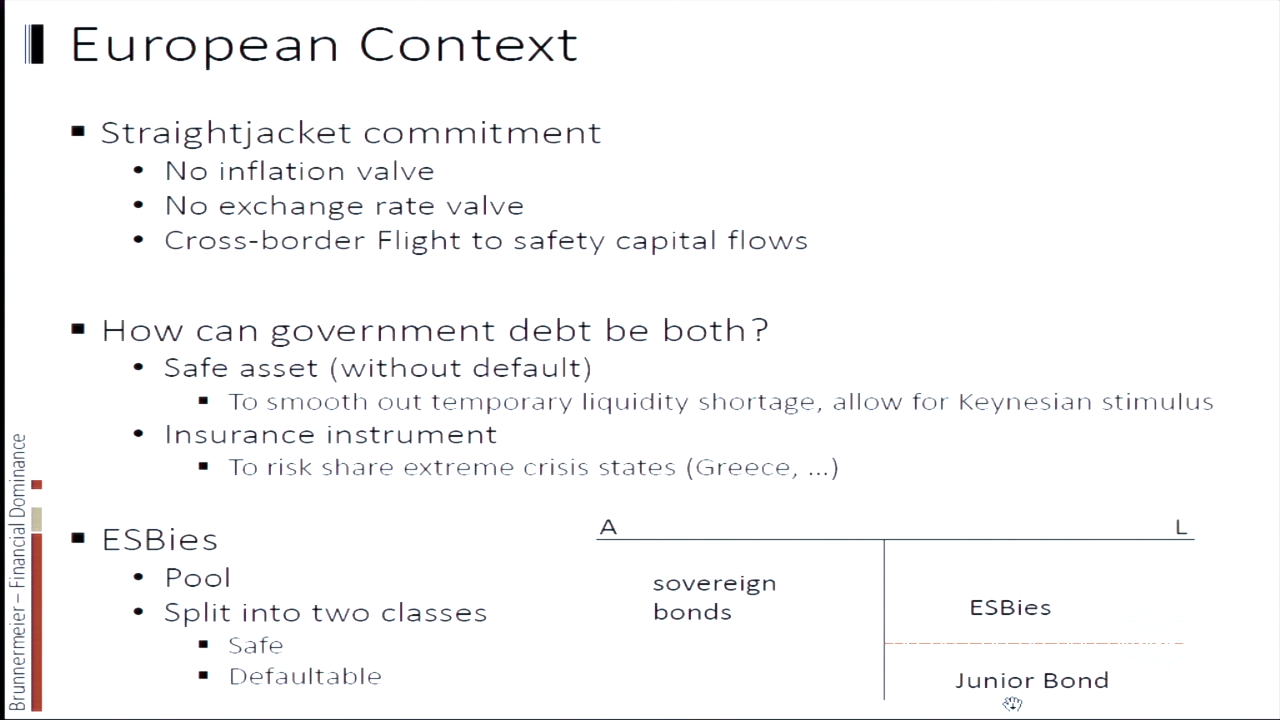 European Context
Straightjacket commitment
No inflation valve
No exchange rate valve
Cross-border Flight to safety capital flows
How can government debt be both?
Safe asset (without default)
To smooth out temporary liquidity shortage, allow for Keynesian stimulus
Insurance instrument
To risk share extreme crisis states (Greece, ...)
ESBies
Pool
Split into two classes
Safe
Defaultable
A L
sovereign
bonds
ESBies
Junior Bond
Brunnermeier – Financial Dominance